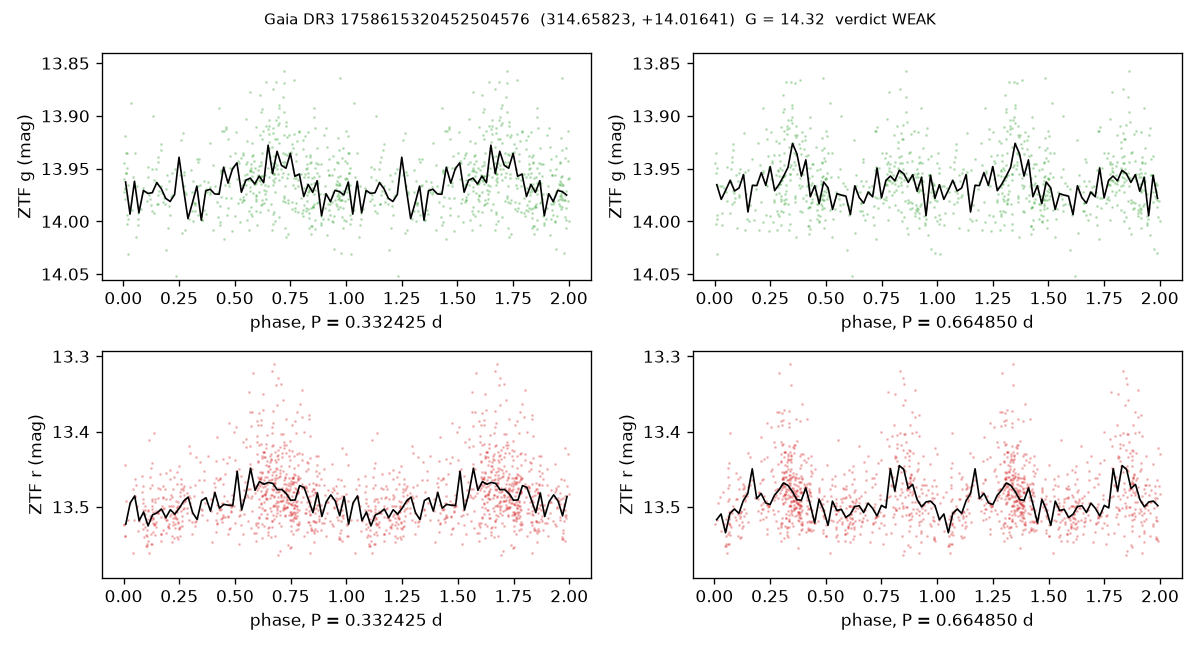 Gaia DR3 1758615320452504576 (314.65823, +14.01641) G = 14.32 verdict WEAK
ZTF g (mag)
13.85
13.90
13.95
14.00
14.05
0.00 0.25 0.50 0.75 1.00 1.25 1.50 1.75 2.00
phase, P = 0.332425 d
ZTF g (mag)
13.85
13.90
13.95
14.00
14.05
0.00 0.25 0.50 0.75 1.00 1.25 1.50 1.75 2.00
phase, P = 0.664850 d
ZTF r (mag)
13.3
13.4
13.5
0.00 0.25 0.50 0.75 1.00 1.25 1.50 1.75 2.00
phase, P = 0.332425 d
ZTF r (mag)
13.3
13.4
13.5
0.00 0.25 0.50 0.75 1.00 1.25 1.50 1.75 2.00
phase, P = 0.664850 d